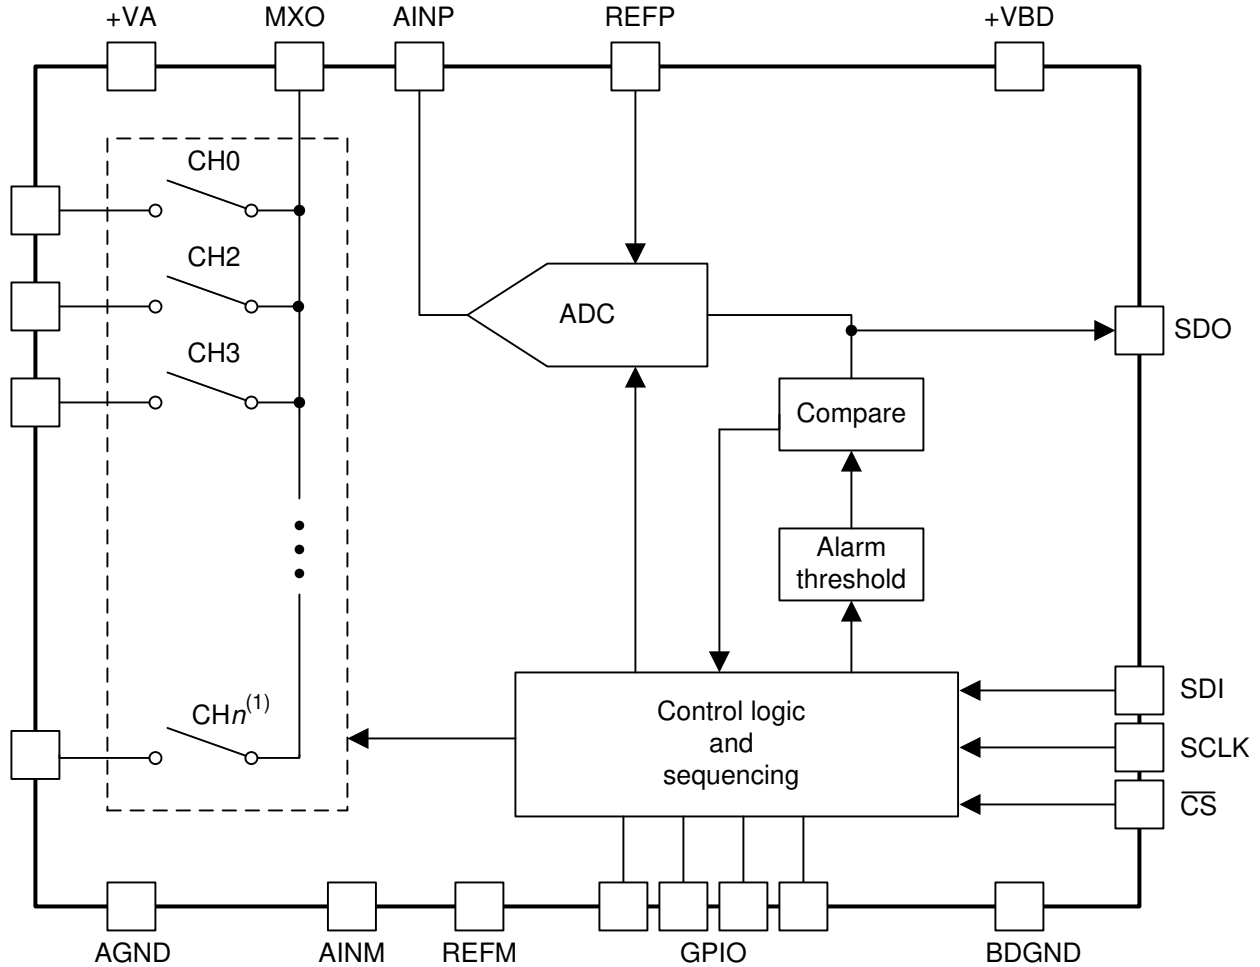 +VA
MXO
AINP
REFP
+VBD
CH0
CH2
CH3
ADC
SDO
Compare
Alarm
threshold
CHn(1)
Control logic
and
sequencing
SDI
SCLK
C̅S̅
AGND
AINM
REFM
GPIO
BDGND